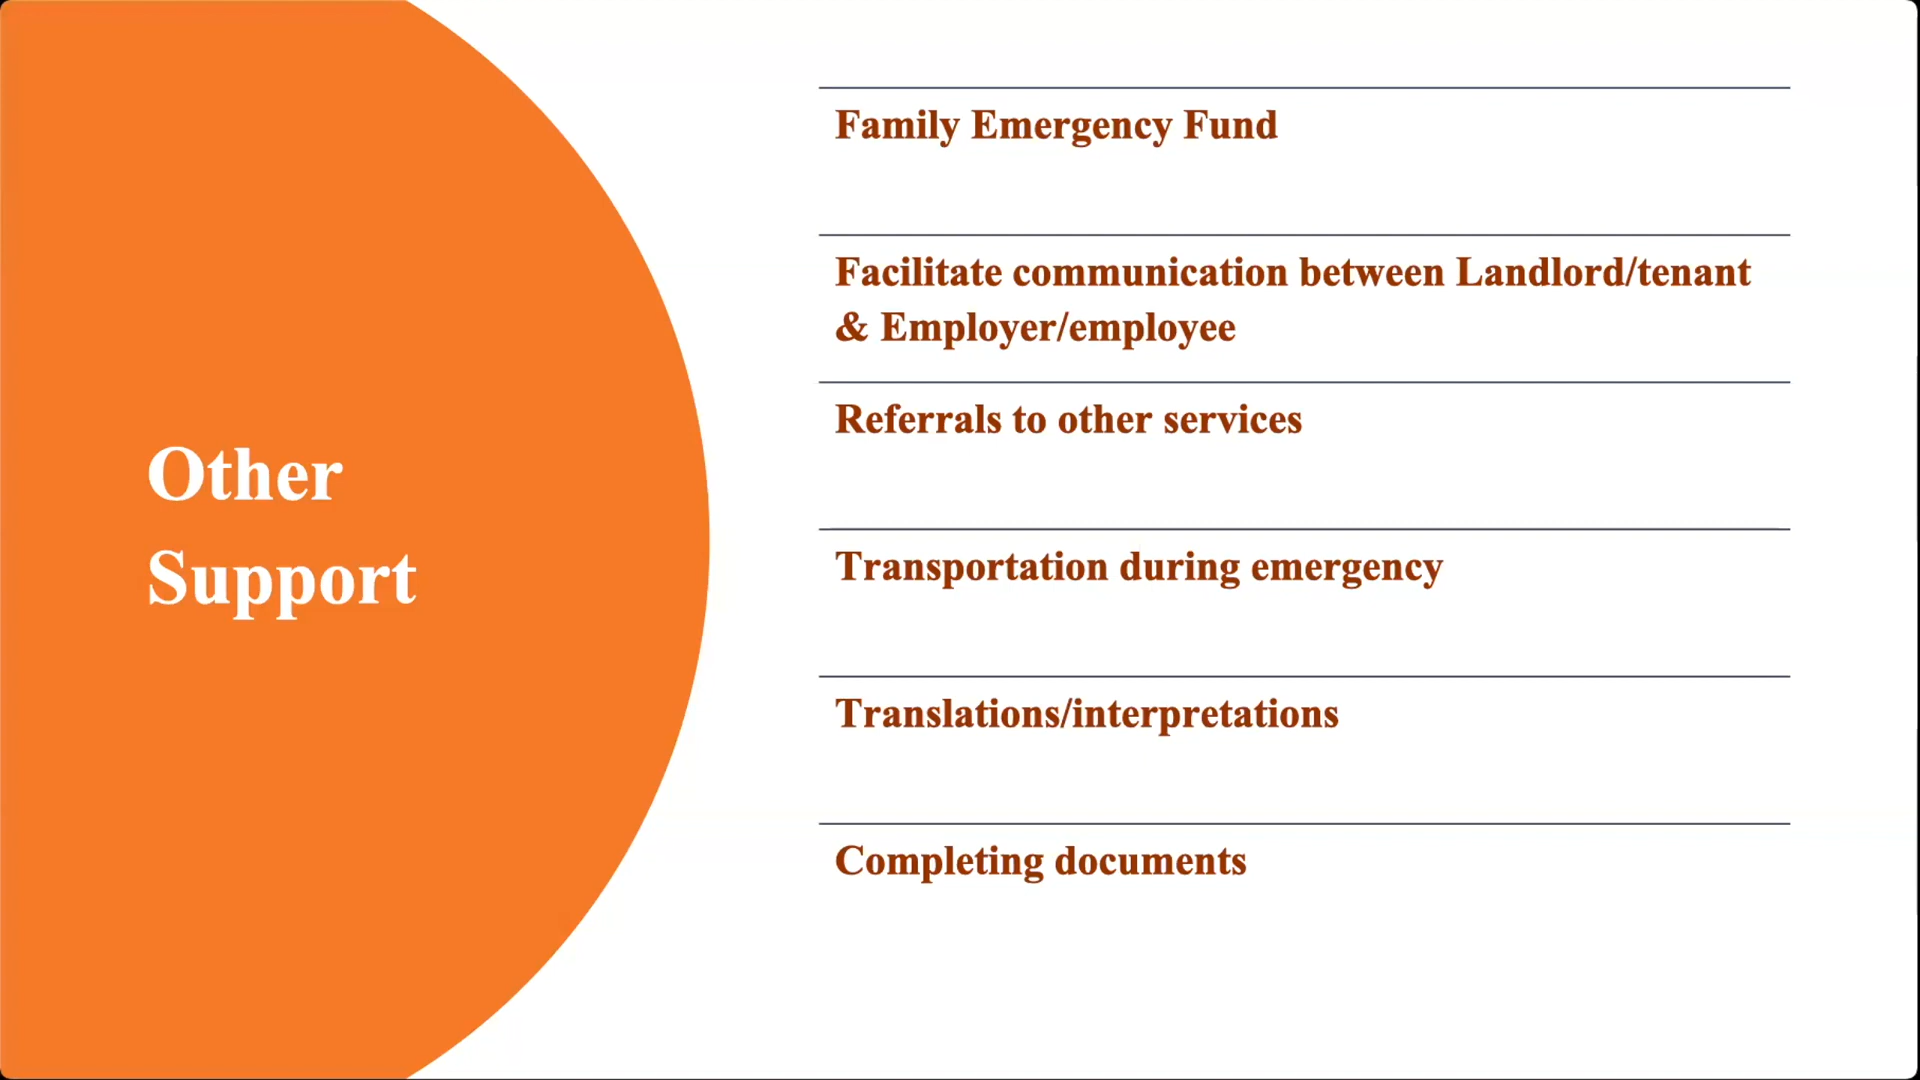 Other
Support
Family Emergency Fund
Facilitate communication between Landlord/tenant
& Employer/employee
Referrals to other services
Transportation during emergency
Translations/interpretations
Completing documents